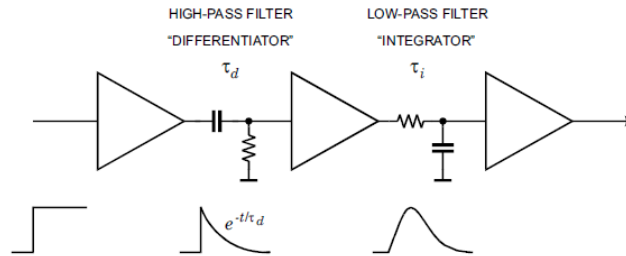 HIGH-PASS FILTER
"DIFFERENTIATOR"
τd
LOW-PASS FILTER
"INTEGRATOR"
τi
e-t/τd